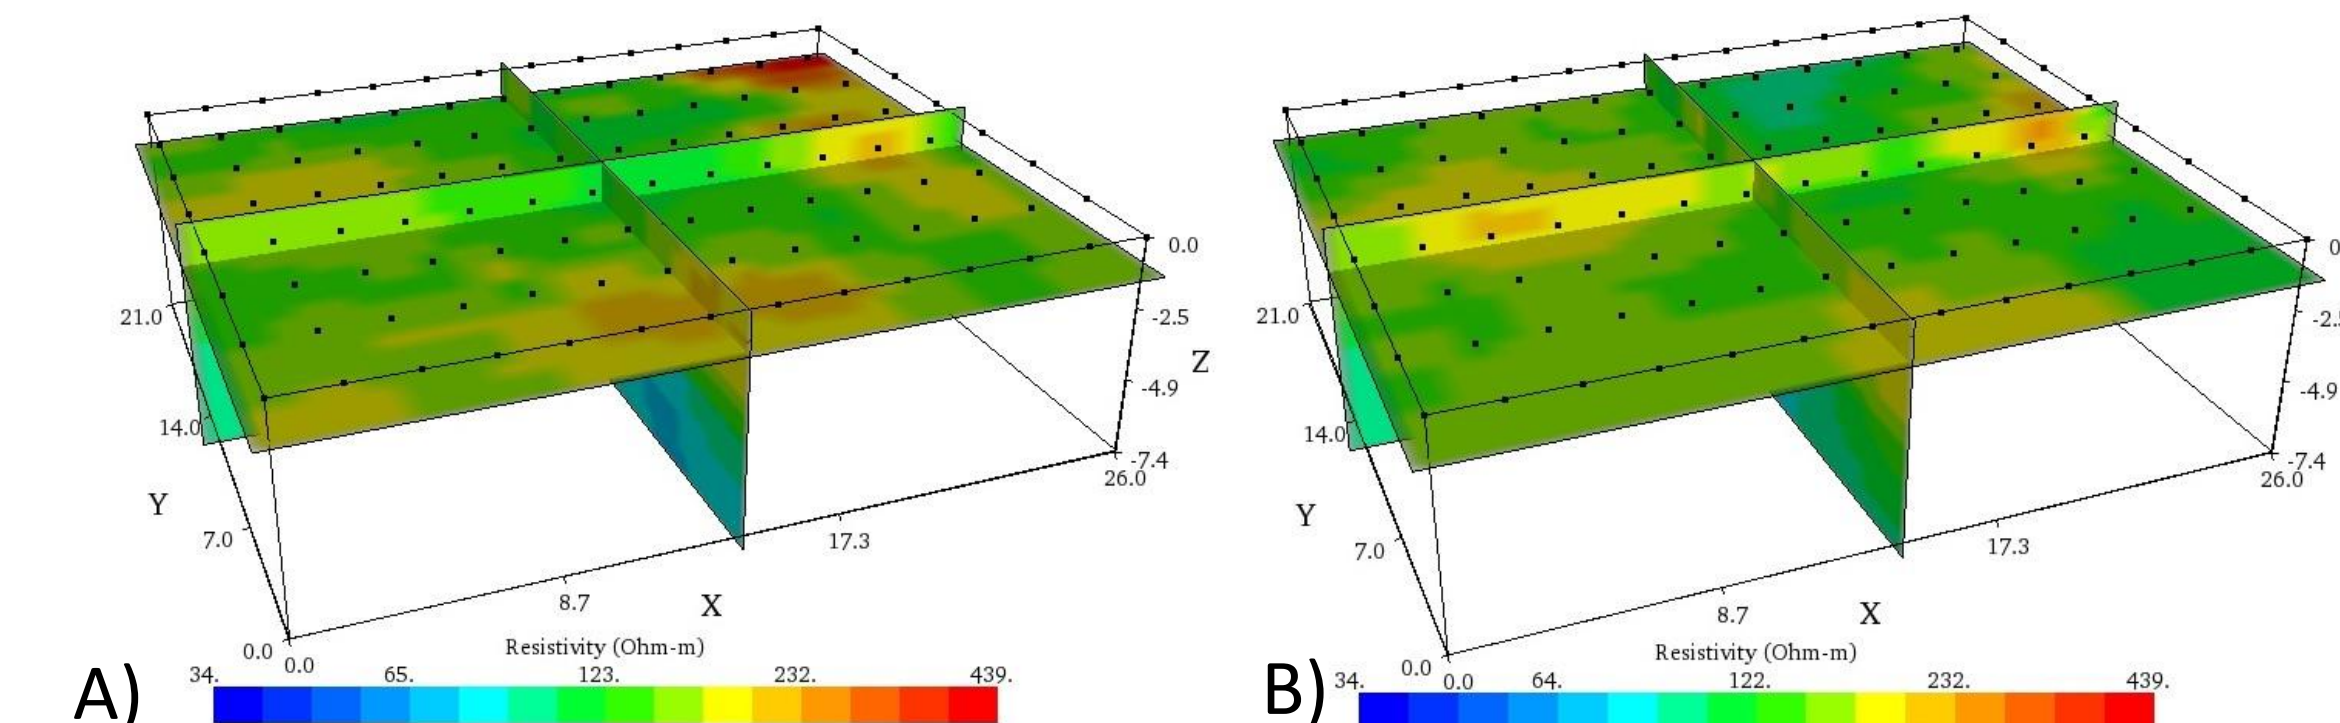 0.0
-2.5
Z
-4.9
-7.4
26.0
21.0
14.0
Y
7.0
0.0
0.0
8.7
X
17.3
Resistivity (Ohm-m)
34. 65. 123. 232. 439.
A)
0
-2.5
-4.9
-7.4
26.0
21.0
14.0
Y
7.0
0.0
0.0
8.7
X
17.3
Resistivity (Ohm-m)
34. 64. 122. 232. 439.
B)